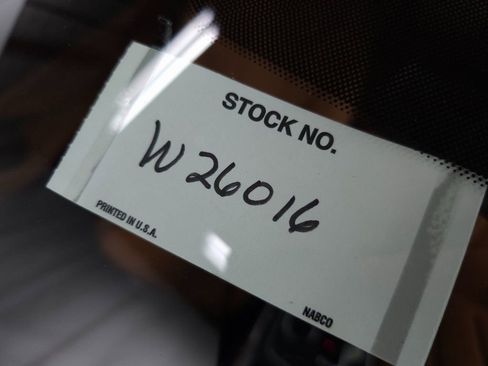 STOCK NO.
W26016
PRINTED IN U.S.A.
NABCO